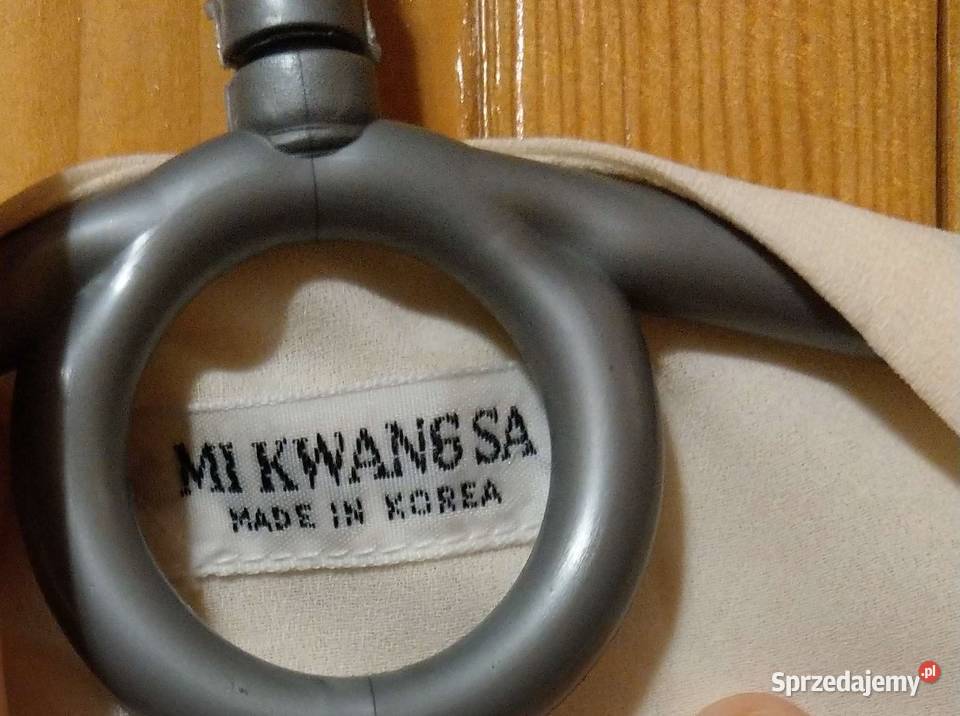 MI KWANG SA
MADE IN KOREA
Sprzedajemy.pl